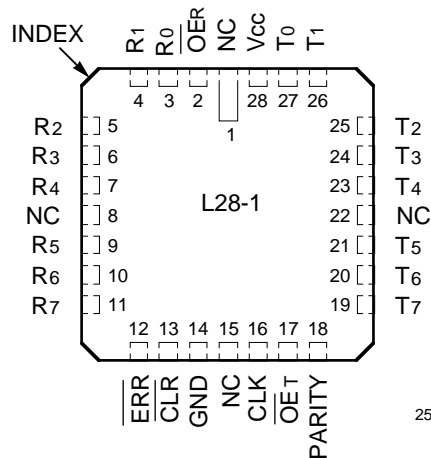 INDEX
R1 R0 OER NC Vcc T0 T1
4 3 2 28 27 26
1
R2 5 25 T2
R3 6 24 T3
R4 7 23 T4
NC 8 L28-1 22 NC
R5 9 21 T5
R6 10 20 T6
R7 11 19 T7
12 13 14 15 16 17 18
ERR CLR GND NC CLK OET PARITY
25